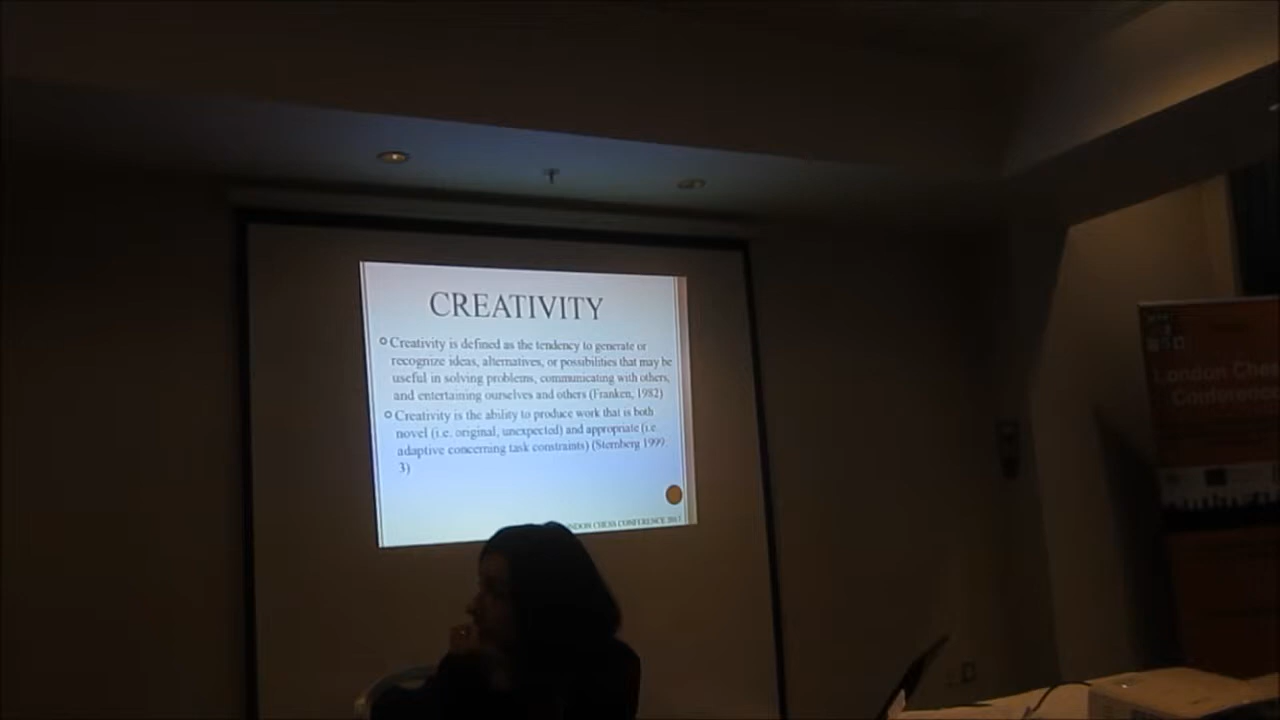 CREATIVITY
Creativity is defined as the tendency to generate or
recognize ideas, alternatives, or possibilities that may be
useful in solving problems, communicating with others,
and entertaining ourselves and others (Franken, 1982)
Creativity is the ability to produce work that is both
novel (i.e. original, unexpected) and appropriate (i.e.
adaptive concerning task constraints) (Sternberg 1999:
3)
CHESS CONFERENCE
London Chess
Conference